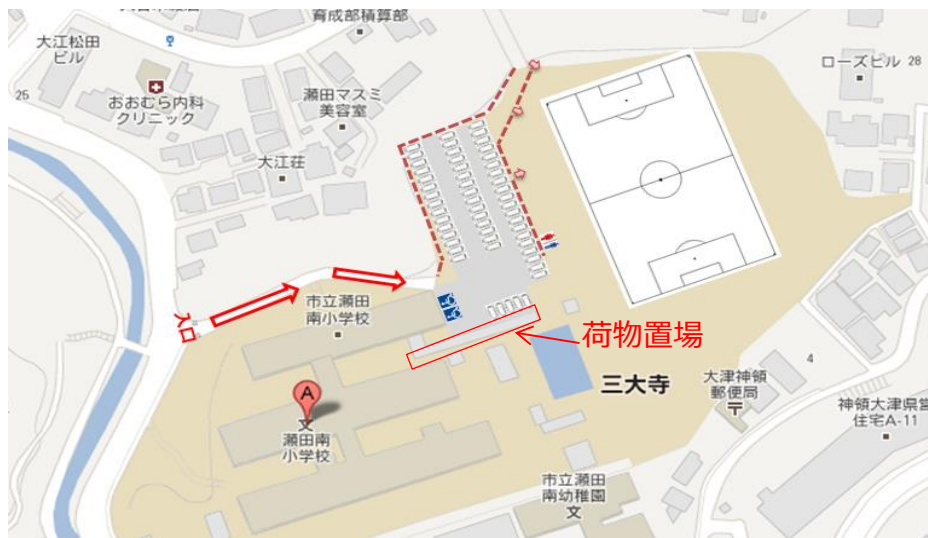 育成部積算部
大江松田
ビル
ローズビル 28
25
おおむら内科
クリニック
瀬田マスミ
美容室
大江荘
市立瀬田
南小学校
入口
荷物置場
A
三大寺
4
大津神領
郵便局
文
瀬田南
小学校
神領大津県営
住宅A-11
市立瀬田
南幼稚園
文